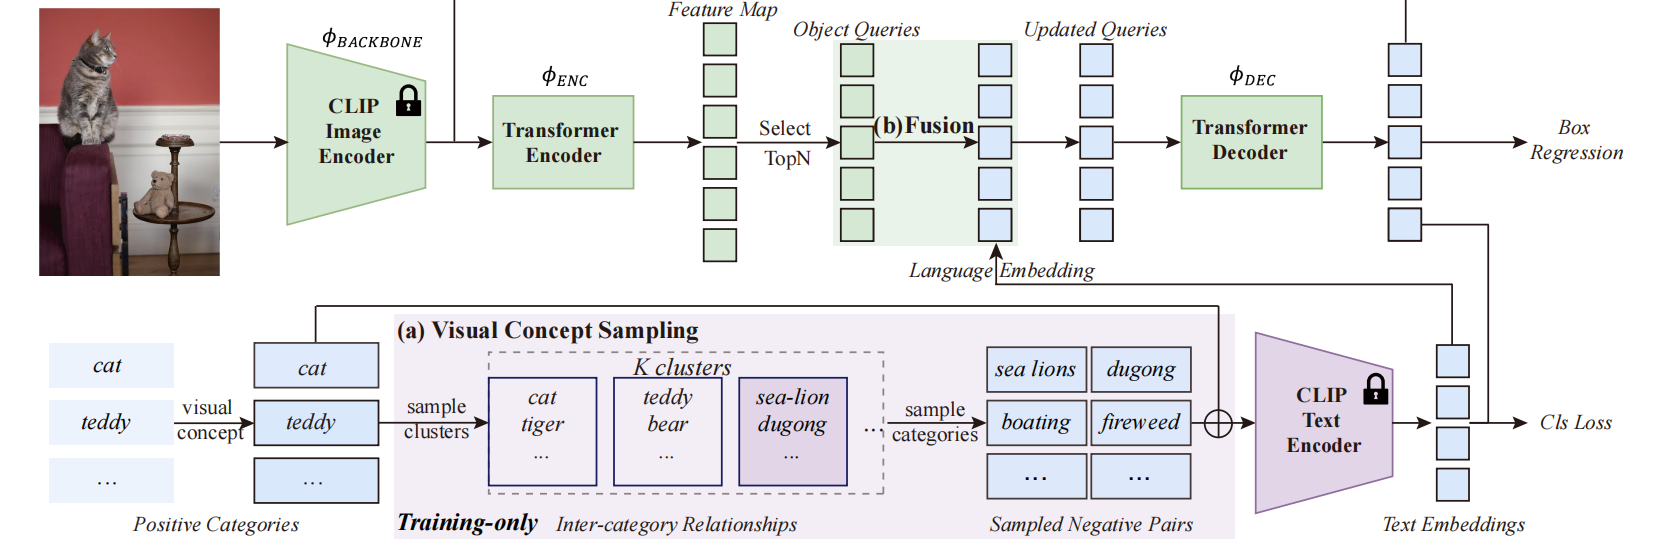 Feature Map
ϕBACKBONE
Object Queries
Updated Queries
ϕENC
ϕDEC
CLIP
Image
Encoder
Transformer
Encoder
Select
TopN
(b)Fusion
Transformer
Decoder
Box
Regression
Language Embedding
(a) Visual Concept Sampling
K clusters
cat
teddy
...
visual
concept
cat
teddy
...
sample
clusters
cat
tiger
...
teddy
bear
...
sea-lion
dugong
...
...
sample
categories
sea lions
dugong
boating
fireweed
...
...
CLIP
Text
Encoder
Cls Loss
Positive Categories
Training-only
Inter-category Relationships
Sampled Negative Pairs
Text Embeddings